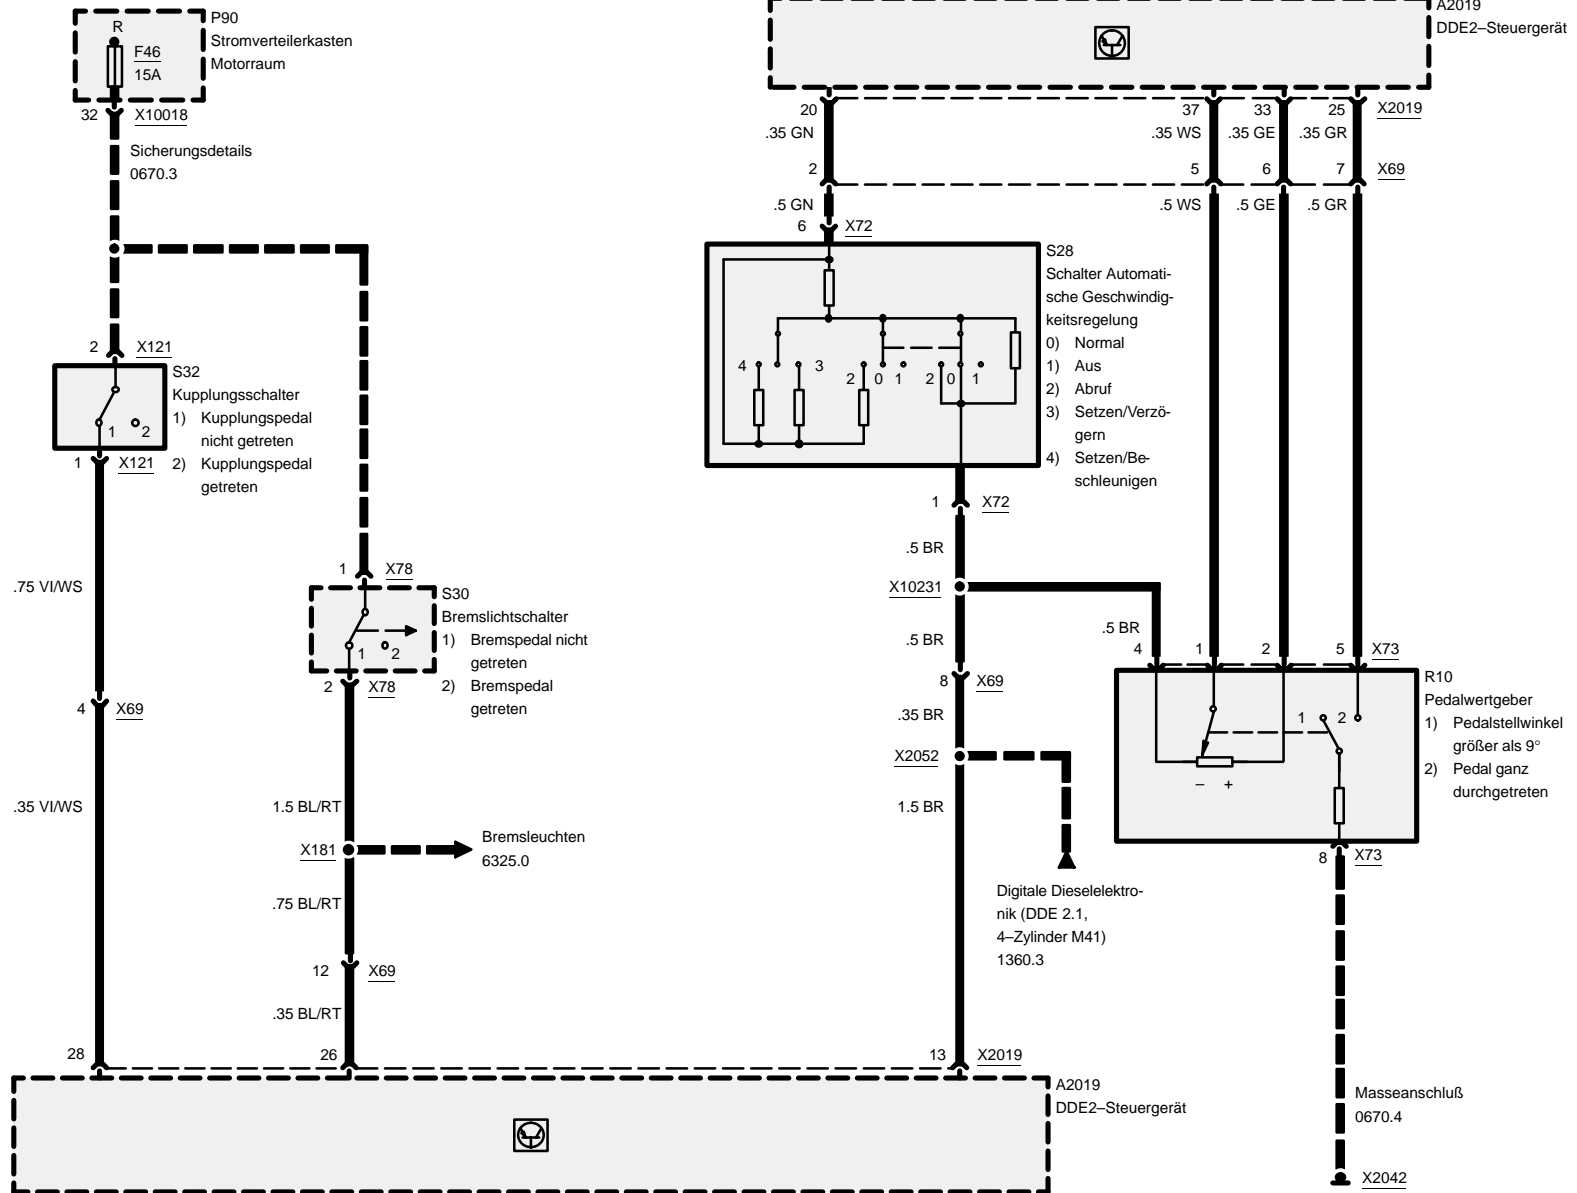 P90
Stromverteilerkasten
Motorraum
R
F46
15A
32 X10018
Sicherungsdetails
0670.3
2 X121
S32
Kupplungsschalter
1) Kupplungspedal
nicht getreten
2) Kupplungspedal
getreten
1 2
1 X121
.75 VI/WS
4 X69
.35 VI/WS
28
1 X78
S30
Bremslichtschalter
1) Bremspedal nicht
getreten
2) Bremspedal
getreten
1 2
2 X78
1.5 BL/RT
X181
Bremsleuchten
6325.0
.75 BL/RT
12 X69
.35 BL/RT
26
A2019
DDE2–Steuergerät
20 37 33 25 X2019
.35 GN .35 WS .35 GE .35 GR
2 5 6 7 X69
.5 GN .5 WS .5 GE .5 GR
6 X72
S28
Schalter Automati-
sche Geschwindig-
keitsregelung
0) Normal
1) Aus
2) Abruf
3) Setzen/Verzö-
gern
4) Setzen/Be-
schleunigen
4 3 2 0 1 2 0 1
1 X72
.5 BR
X10231
.5 BR
.5 BR
8 X69
.35 BR
X2052
1.5 BR
Digitale Dieselelektro-
nik (DDE 2.1,
4–Zylinder M41)
1360.3
13 X2019
4 1 2 5 X73
R10
Pedalwertgeber
1) Pedalstellwinkel
größer als 9°
2) Pedal ganz
durchgetreten
1 2
– +
8 X73
Masseanschluß
0670.4
X2042
A2019
DDE2–Steuergerät